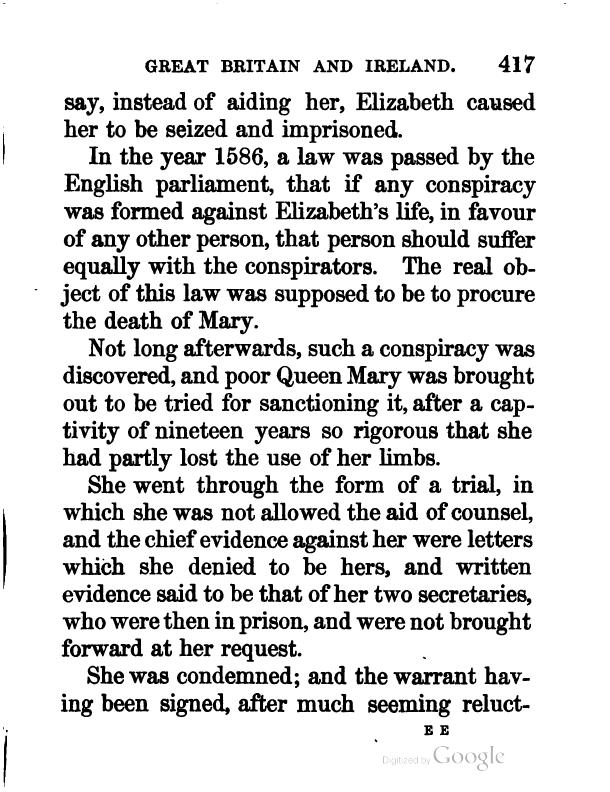 GREAT BRITAIN AND IRELAND. 417
say, instead of aiding her, Elizabeth caused
her to be seized and imprisoned.
In the year 1586, a law was passed by the
English parliament, that if any conspiracy
was formed against Elizabeth's life, in favour
of any other person, that person should suffer
equally with the conspirators. The real ob-
ject of this law was supposed to be to procure
the death of Mary.
Not long afterwards, such a conspiracy was
discovered, and poor Queen Mary was brought
out to be tried for sanctioning it, after a cap-
tivity of nineteen years so rigorous that she
had partly lost the use of her limbs.
She went through the form of a trial, in
which she was not allowed the aid of counsel,
and the chief evidence against her were letters
which she denied to be hers, and written
evidence said to be that of her two secretaries,
who were then in prison, and were not brought
forward at her request.
She was condemned; and the warrant hav-
ing been signed, after much seeming reluct-
E E
Digitized by Google